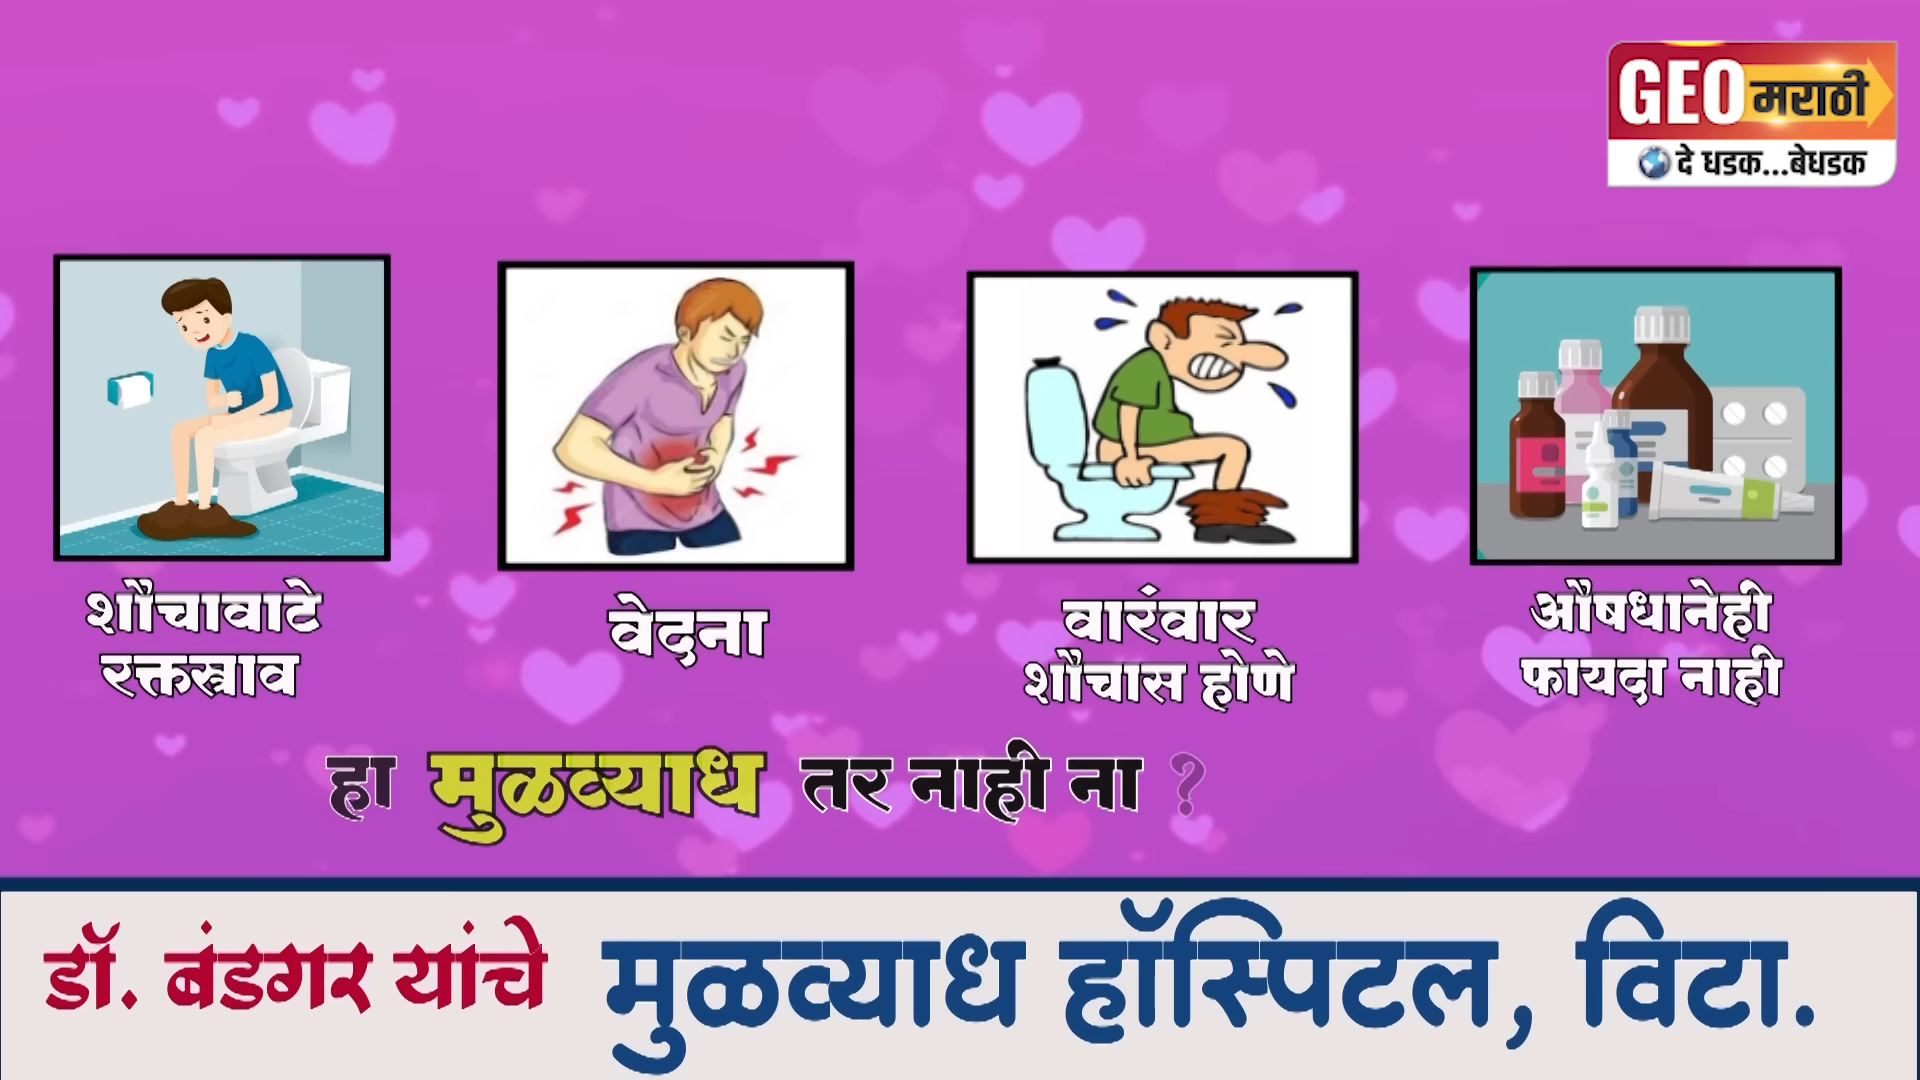 GEO मराठी
दे धडक...बेधडक
शौचावाटे
रक्तस्राव
वेदना
वारंवार
शौचास होणे
औषधानेही
फायदा नाही
हा मुळव्याध तर नाही ना ?
डॉ. बंडगर यांचे मुळव्याध हॉस्पिटल, विटा.